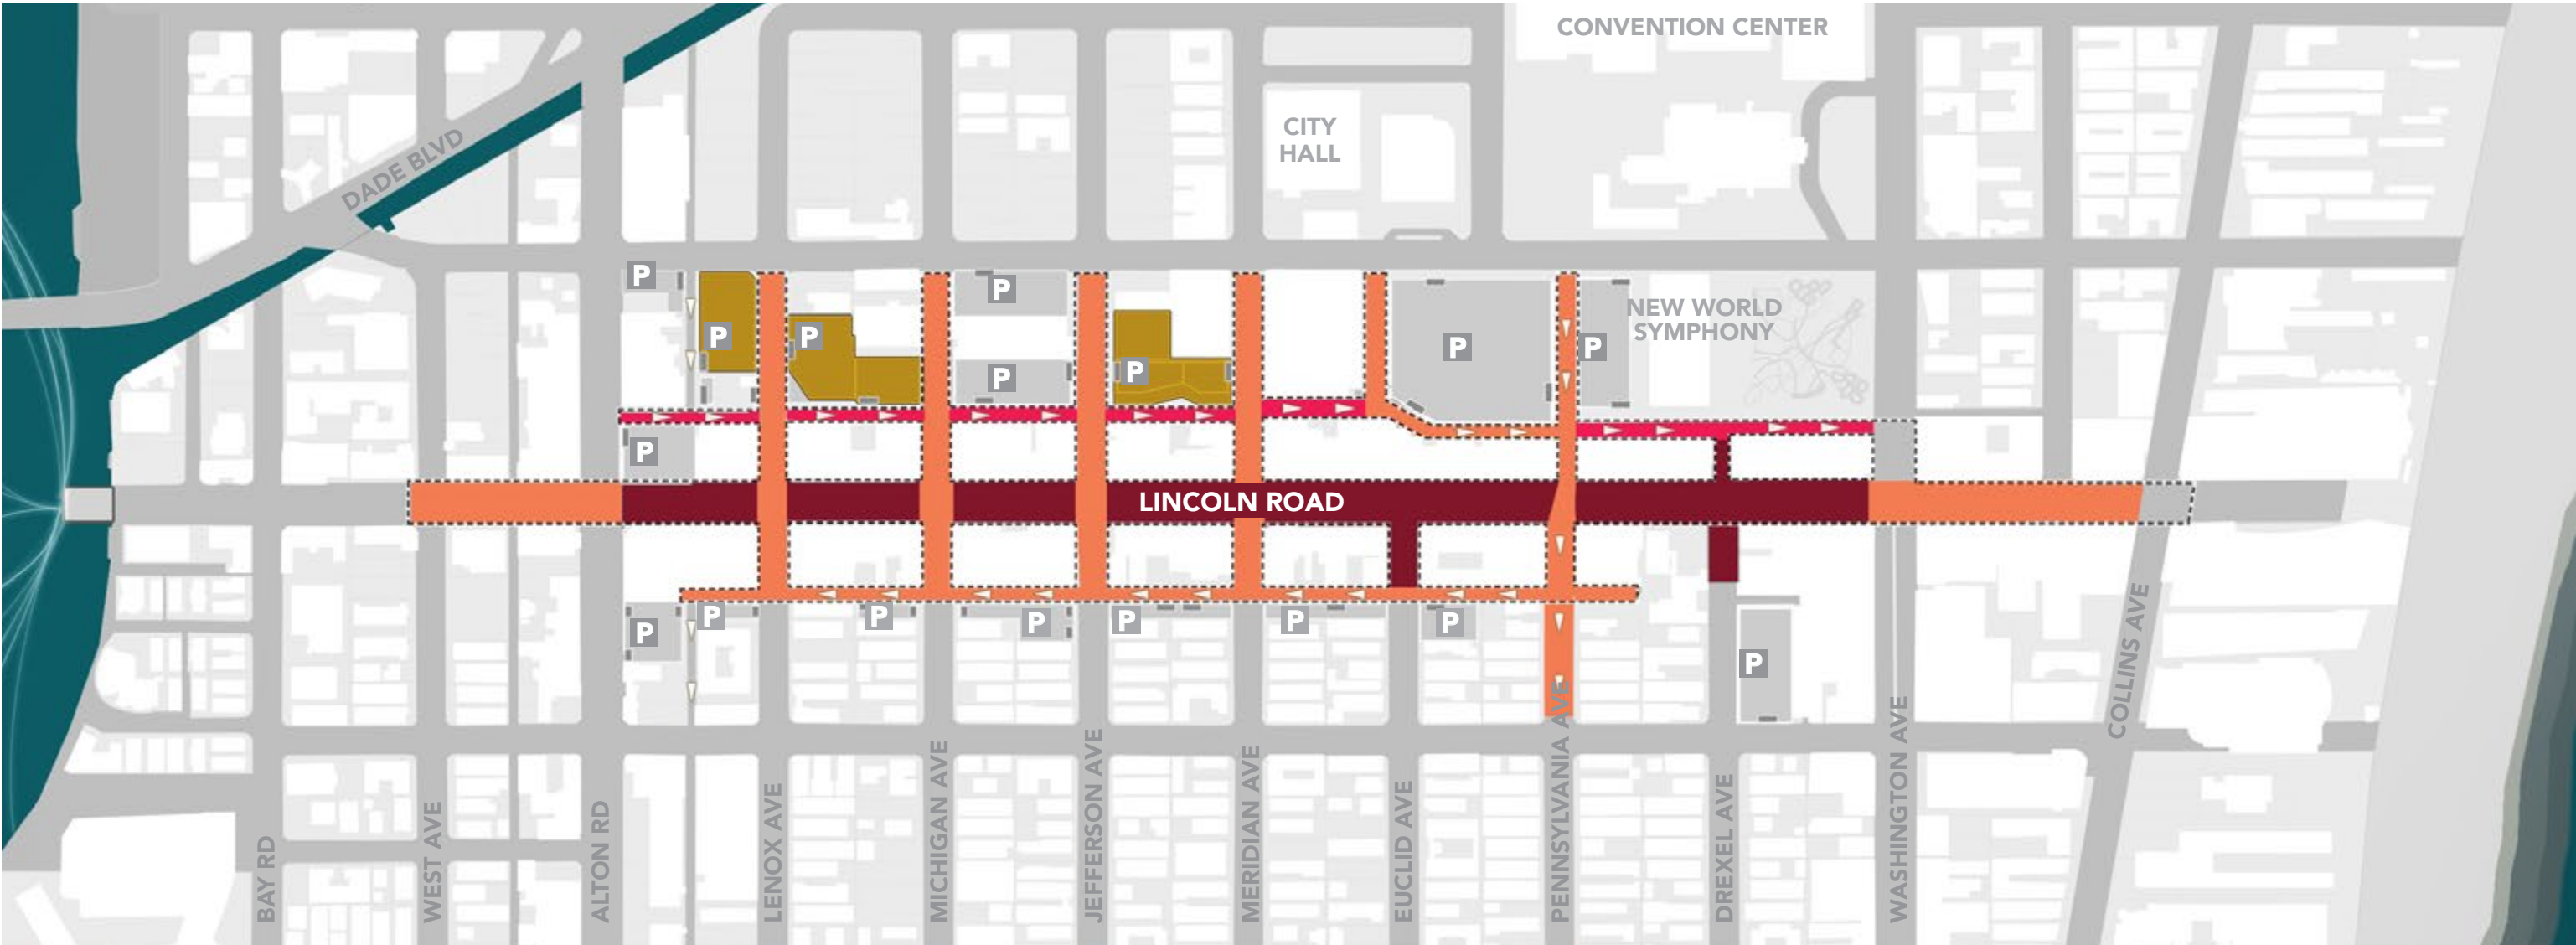 CONVENTION CENTER
CITY
HALL
DADE BLVD
P
P
P
P
P
NEW WORLD
SYMPHONY
P
P
P
P
P
LINCOLN ROAD
P
P
P
P
P
P
P
P
COLLINS AVE
BAY RD
WEST AVE
ALTON RD
LENOX AVE
MICHIGAN AVE
JEFFERSON AVE
MERIDIAN AVE
EUCLID AVE
PENNSYLVANIA AVE
DREXEL AVE
WASHINGTON AVE